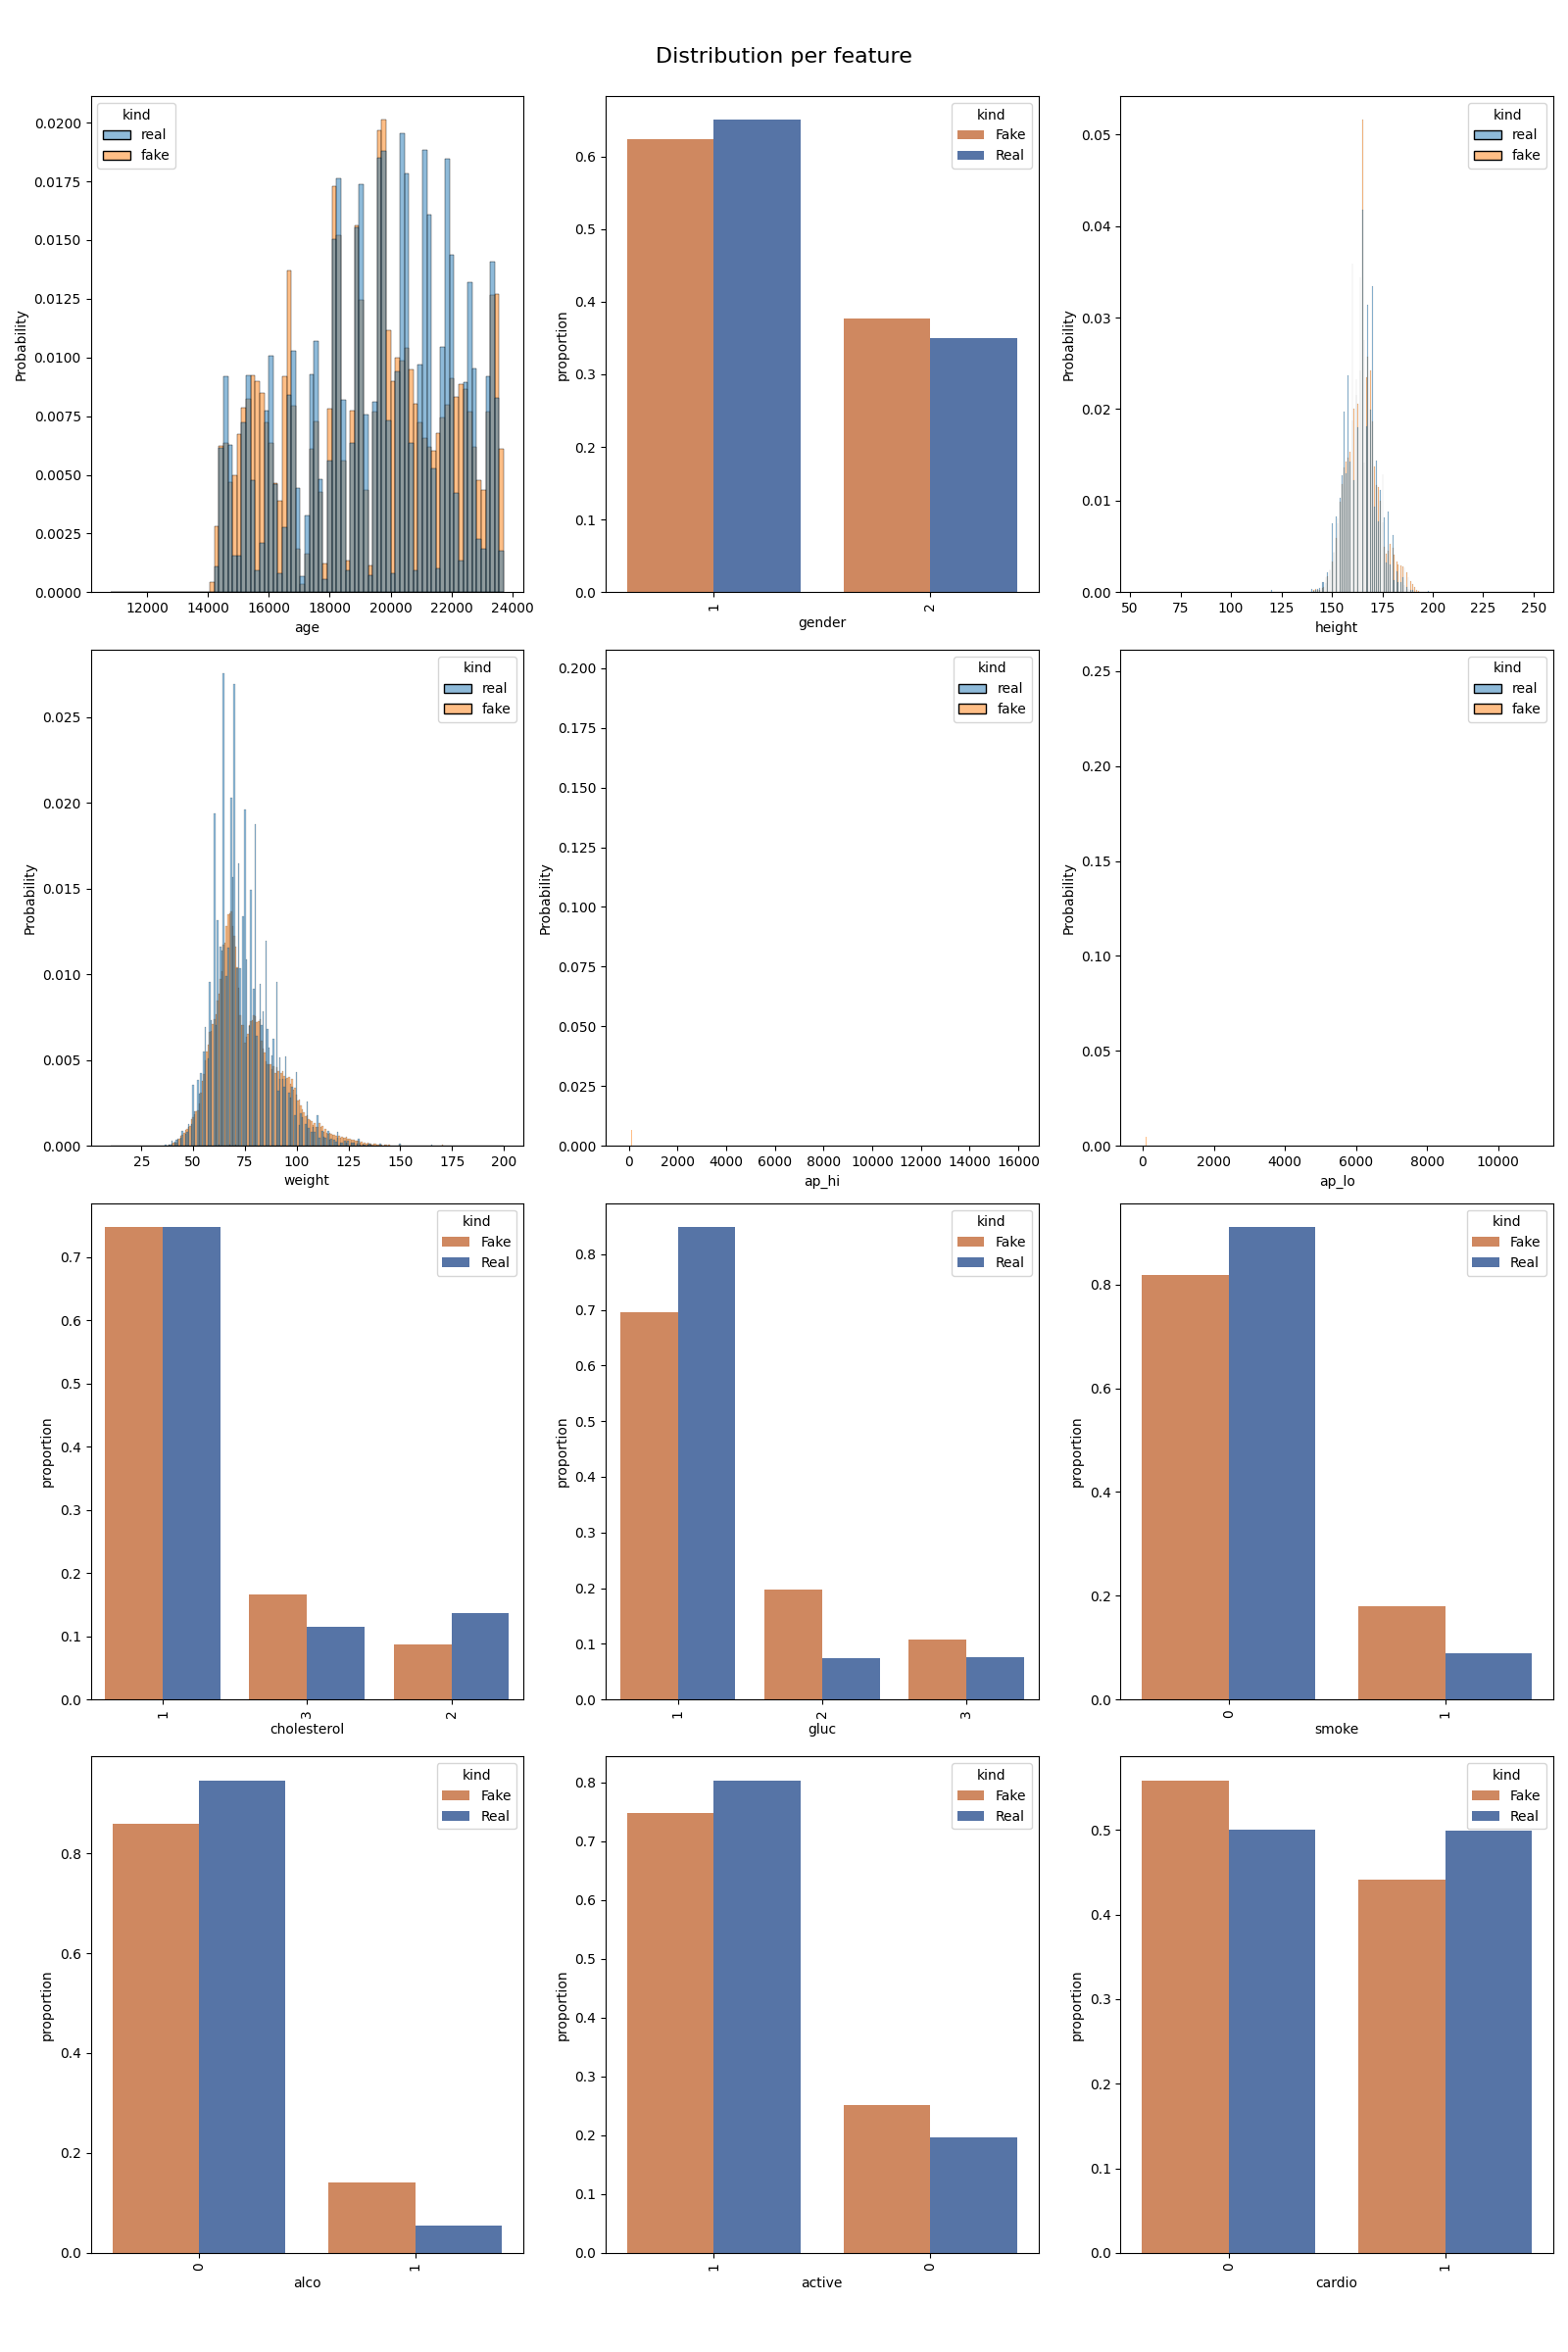 Distribution per feature
kind
real
fake
0.0200
0.0175
0.0150
0.0125
0.0100
0.0075
0.0050
0.0025
0.0000
Probability
12000 14000 16000 18000 20000 22000 24000
age
kind
Fake
Real
0.6
0.5
0.4
0.3
0.2
0.1
0.0
proportion
1 2
gender
kind
real
fake
0.05
0.04
0.03
0.02
0.01
0.00
Probability
50 75 100 125 150 175 200 225 250
height
kind
real
fake
0.025
0.020
0.015
0.010
0.005
0.000
Probability
25 50 75 100 125 150 175 200
weight
kind
real
fake
0.200
0.175
0.150
0.125
0.100
0.075
0.050
0.025
0.000
Probability
0 2000 4000 6000 8000 10000 12000 14000 16000
ap_hi
kind
real
fake
0.25
0.20
0.15
0.10
0.05
0.00
Probability
0 2000 4000 6000 8000 10000
ap_lo
kind
Fake
Real
0.7
0.6
0.5
0.4
0.3
0.2
0.1
0.0
proportion
1 3 2
cholesterol
kind
Fake
Real
0.8
0.7
0.6
0.5
0.4
0.3
0.2
0.1
0.0
proportion
1 2 3
gluc
kind
Fake
Real
0.8
0.6
0.4
0.2
0.0
proportion
0 1
smoke
kind
Fake
Real
0.8
0.6
0.4
0.2
0.0
proportion
0 1
alco
kind
Fake
Real
0.8
0.7
0.6
0.5
0.4
0.3
0.2
0.1
0.0
proportion
1 0
active
kind
Fake
Real
0.5
0.4
0.3
0.2
0.1
0.0
proportion
0 1
cardio